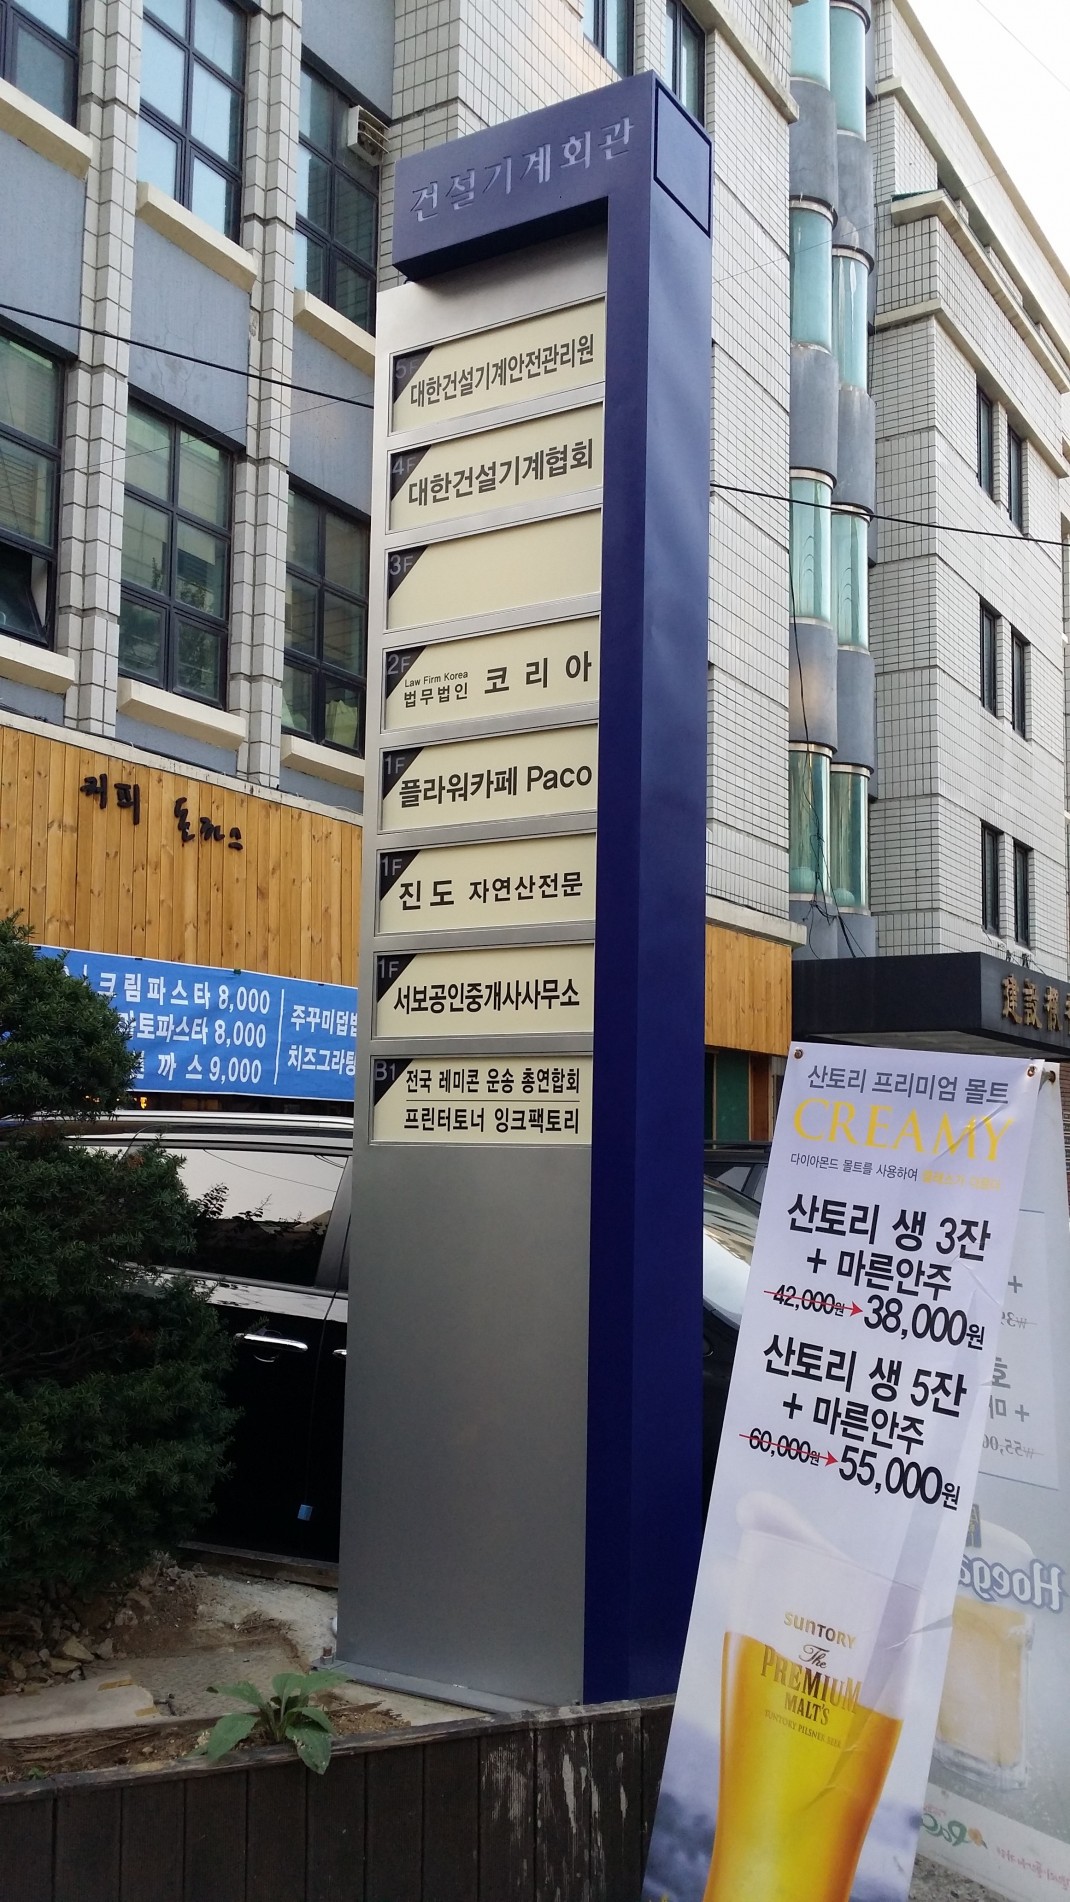 건설기계회관
5F 대한건설기계안전관리원
4F 대한건설기계협회
3F
2F Law Firm Korea
법무법인 코리아
1F 플라워카페 Paco
1F 진도 자연산전문
1F 서보공인중개사사무소
B1 전국 레미콘 운송 총연합회
프린터토너 잉크팩토리
커피 돈까스
크림파스타 8,000
토파스타 8,000
까스 9,000
주꾸미덮밥
치즈그라탕
建設機
산토리 프리미엄 몰트
CREAMY
다이아몬드 몰트를 사용하여
산토리 생 3잔
+ 마른안주
42,000원 → 38,000원
산토리 생 5잔
+ 마른안주
60,000원 → 55,000원
SUNTORY
The
PREMIUM
MALT'S
SUNTORY PILSNER BEER